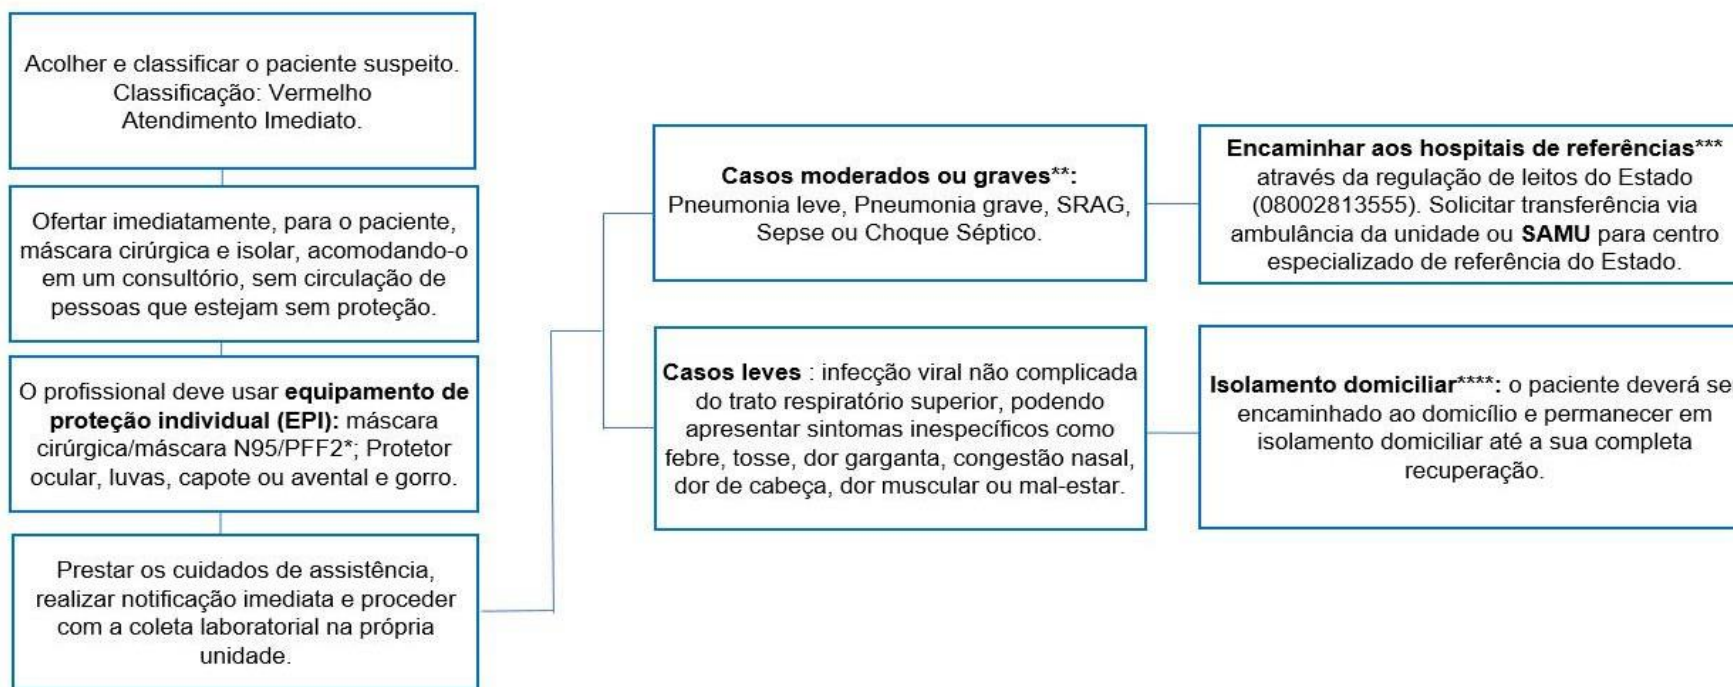 Acolher e classificar o paciente suspeito.
Classificação: Vermelho
Atendimento Imediato.
Ofertar imediatamente, para o paciente,
máscara cirúrgica e isolar, acomodando-o
em um consultório, sem circulação de
pessoas que estejam sem proteção.
O profissional deve usar equipamento de
proteção individual (EPI): máscara
cirúrgica/máscara N95/PFF2*; Protetor
ocular, luvas, capote ou avental e gorro.
Prestar os cuidados de assistência,
realizar notificação imediata e proceder
com a coleta laboratorial na própria
unidade.
Casos moderados ou graves**:
Pneumonia leve, Pneumonia grave, SRAG,
Sepse ou Choque Séptico.
Encaminhar aos hospitais de referências***
através da regulação de leitos do Estado
(08002813555). Solicitar transferência via
ambulância da unidade ou SAMU para centro
especializado de referência do Estado.
Casos leves : infecção viral não complicada
do trato respiratório superior, podendo
apresentar sintomas inespecíficos como
febre, tosse, dor garganta, congestão nasal,
dor de cabeça, dor muscular ou mal-estar.
Isolamento domiciliar****: o paciente deverá se
encaminhado ao domicílio e permanecer em
isolamento domiciliar até a sua completa
recuperação.